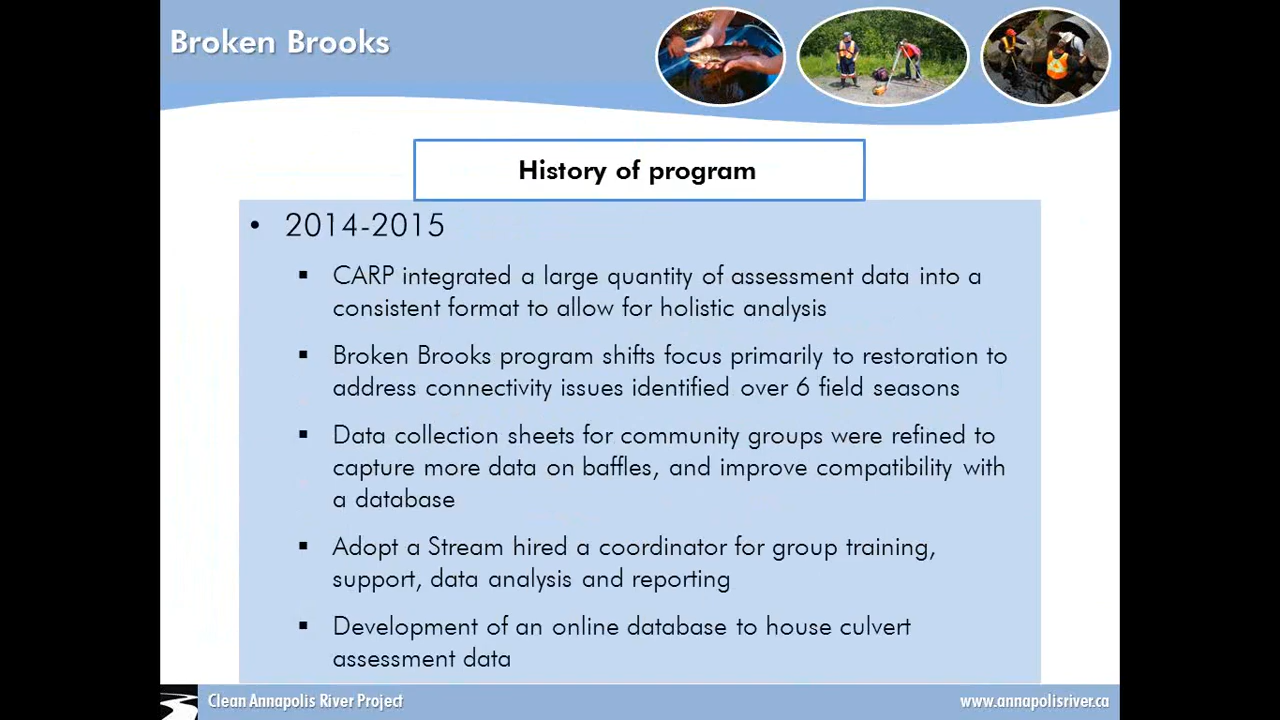 Broken Brooks
History of program
• 2014-2015
▪ CARP integrated a large quantity of assessment data into a
consistent format to allow for holistic analysis
▪ Broken Brooks program shifts focus primarily to restoration to
address connectivity issues identified over 6 field seasons
▪ Data collection sheets for community groups were refined to
capture more data on baffles, and improve compatibility with
a database
▪ Adopt a Stream hired a coordinator for group training,
support, data analysis and reporting
▪ Development of an online database to house culvert
assessment data
Clean Annapolis River Project
www.annapolisriver.ca